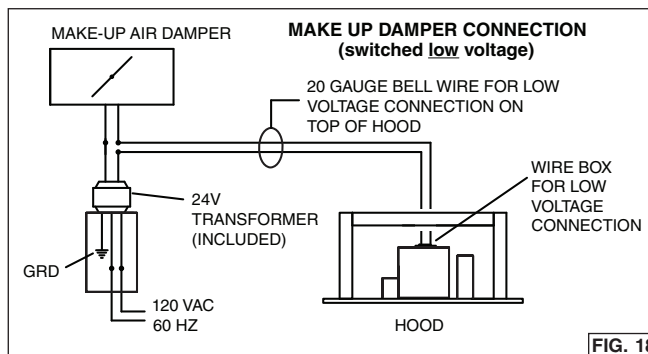 MAKE-UP AIR DAMPER
MAKE UP DAMPER CONNECTION
(switched low voltage)
20 GAUGE BELL WIRE FOR LOW
VOLTAGE CONNECTION ON
TOP OF HOOD
WIRE BOX
FOR LOW
VOLTAGE
CONNECTION
24V
TRANSFORMER
(INCLUDED)
GRD
120 VAC
60 HZ
HOOD
FIG. 18